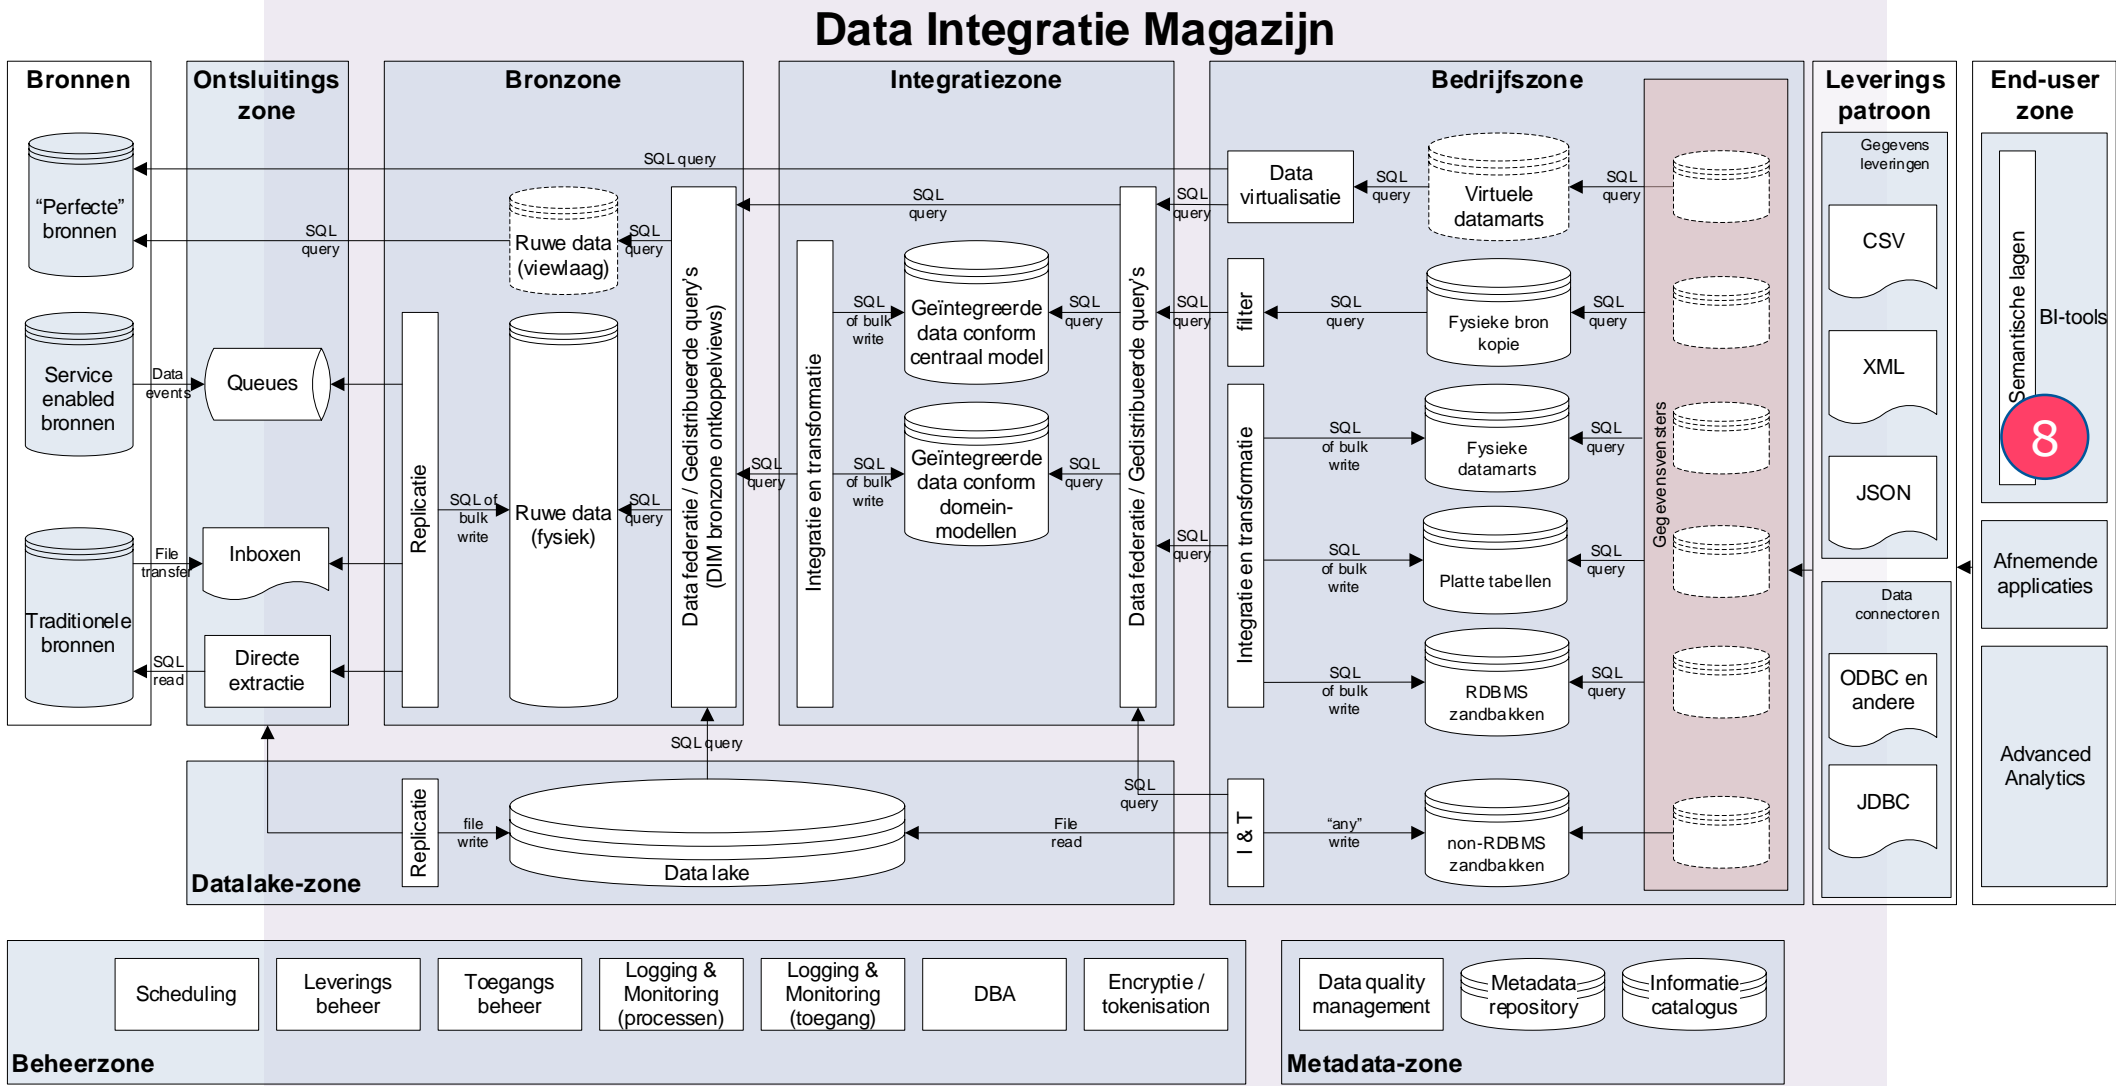 Data Integratie Magazijn
Bronnen
“Perfecte”
bronnen
Service
enabled
bronnen
Traditionele
bronnen
Data
events
File
transfer
SQL
read
Ontsluitings
zone
Queues
Inboxen
Directe
extractie
Bronzone
SQL query
SQL
query
Replicatie
SQL of
bulk
write
Ruwe data
(viewlaag)
Ruwe data
(fysiek)
SQL
query
SQL
query
Data federatie / Gedistribueerde query’s
(DIM bronzone ontkoppelviews)
SQL
query
Integratiezone
SQL
query
Integratie en transformatie
SQL
of bulk
write
SQL
of bulk
write
Geïntegreerde
data conform
centraal model
Geïntegreerde
data conform
domein-
modellen
SQL
query
SQL
query
Data federatie / Gedistribueerde query’s
SQL
query
SQL
query
SQL
query
Bedrijfszone
Data
virtualisatie
SQL
query
Virtuele
datamarts
SQL
query
filter
SQL
query
Fysieke bron
kopie
SQL
query
Integratie en transformatie
SQL
of bulk
write
Fysieke
datamarts
SQL
query
SQL
of bulk
write
Platte tabellen
SQL
query
SQL
of bulk
write
RDBMS
zandbakken
SQL
query
I & T
“any”
write
non-RDBMS
zandbakken
Gegevensvensters
Leverings
patroon
Gegevens
leveringen
CSV
XML
JSON
Data
connectoren
ODBC en
andere
JDBC
End-user
zone
Semantische lagen
BI-tools
8
Afnemende
applicaties
Advanced
Analytics
SQL query
SQL
query
Replicatie
file
write
Data lake
File
read
Datalake-zone
Scheduling
Leverings
beheer
Toegangs
beheer
Logging &
Monitoring
(processen)
Logging &
Monitoring
(toegang)
DBA
Encryptie /
tokenisation
Beheerzone
Data quality
management
Metadata
repository
Informatie
catalogus
Metadata-zone